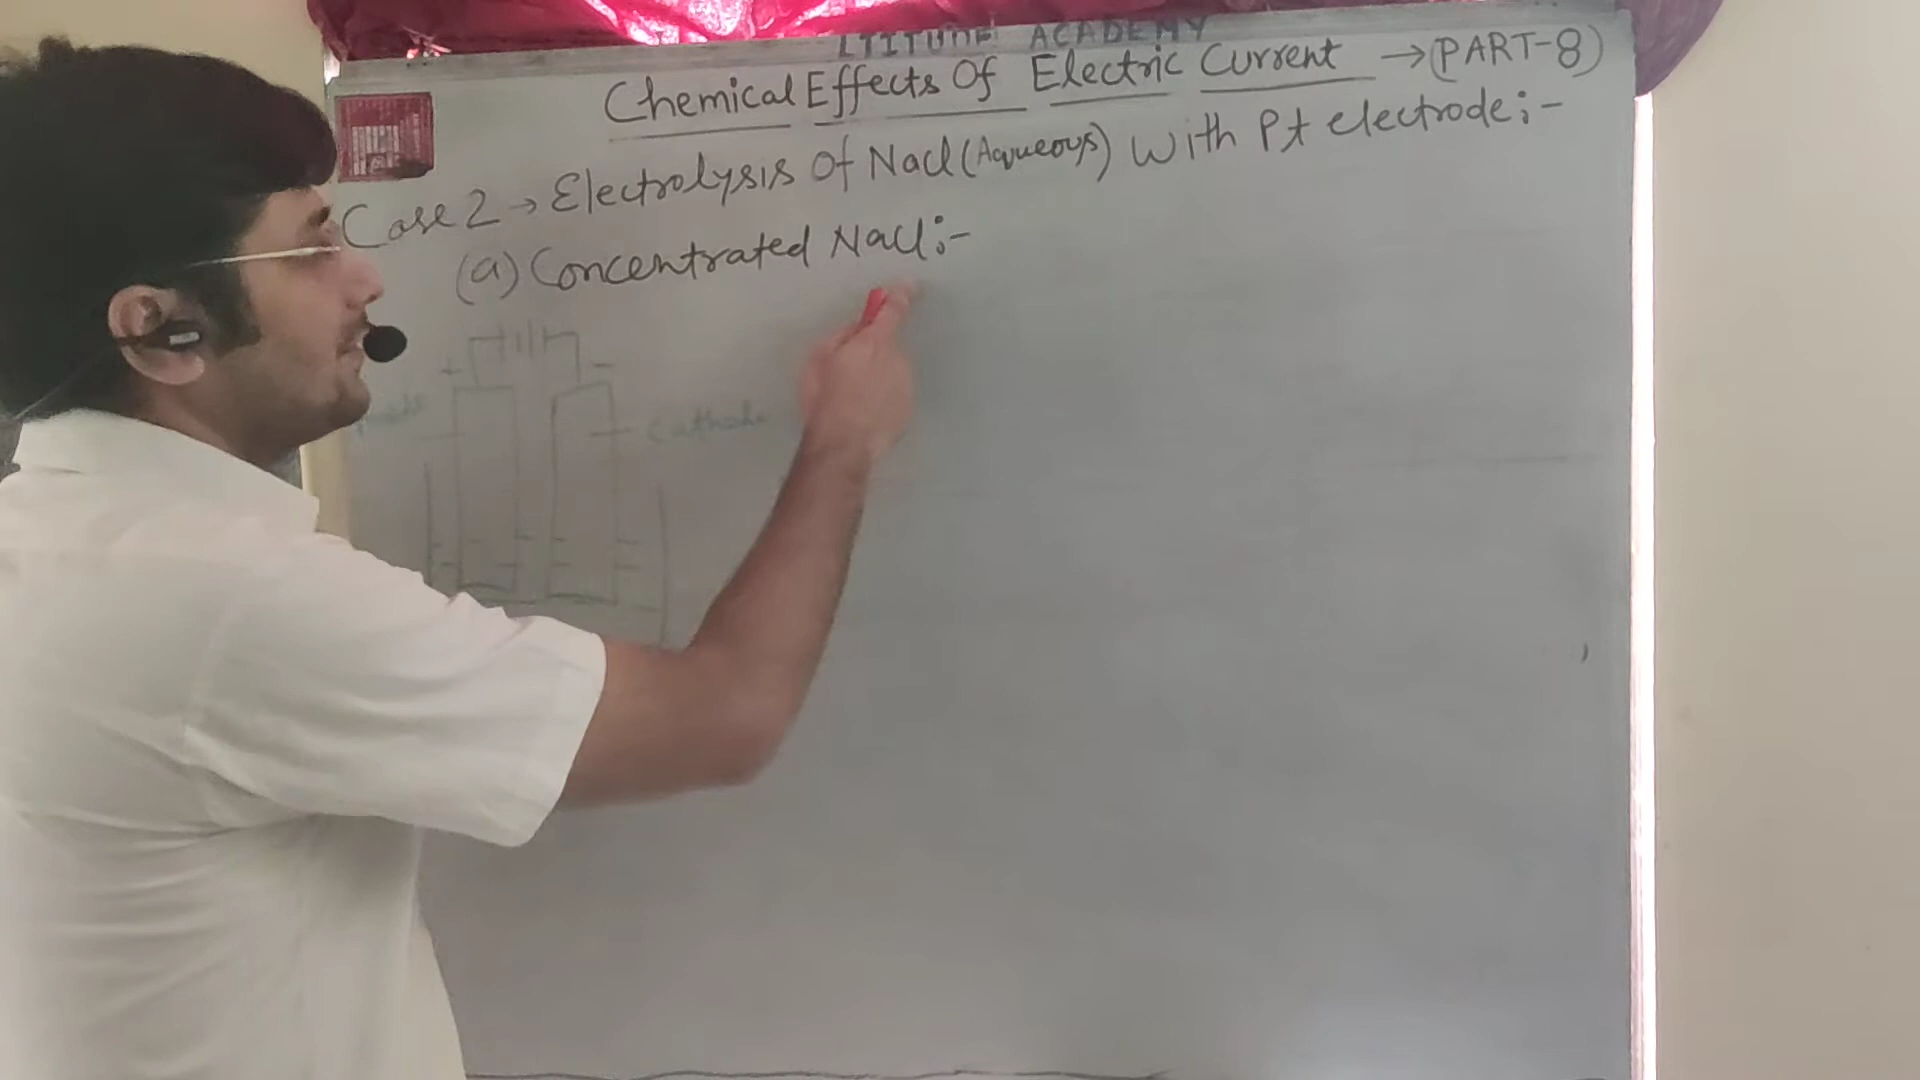 LTITUDE ACADEMY
Chemical Effects Of Electric Current → (PART-8)
Case 2 → Electrolysis Of Nacl (Aqueous) With Pt electrode:-
(a) Concentrated Nacl:-
+ -
Cathode